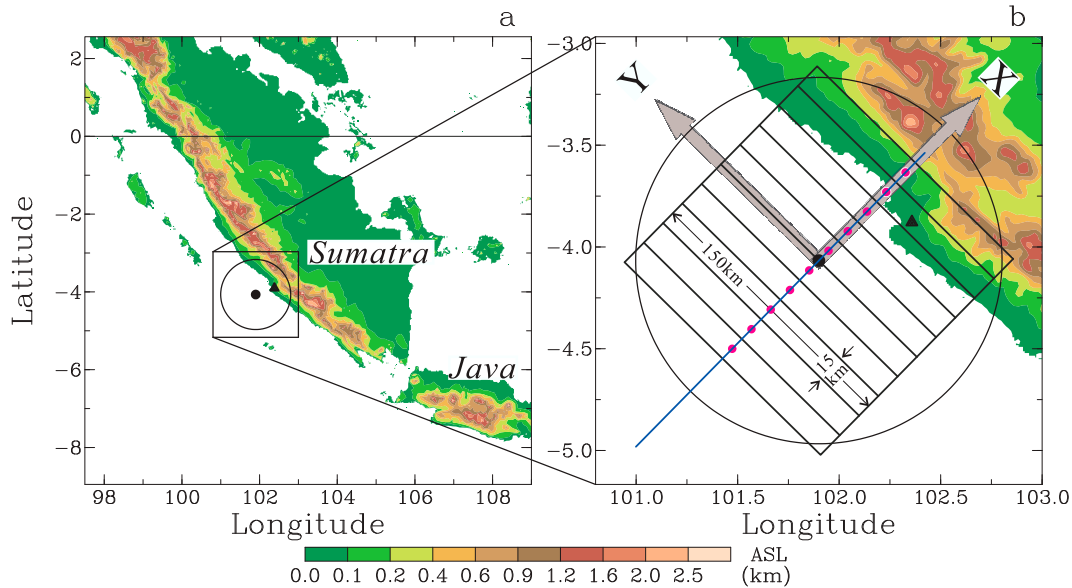 a
b
2
0
-2
-4
-6
-8
Latitude
Sumatra
Java
98 100 102 104 106 108
Longitude
-3.0
-3.5
-4.0
-4.5
-5.0
Y
X
150km
15
km
101.0 101.5 102.0 102.5 103.0
Longitude
ASL
(km)
0.0 0.1 0.2 0.4 0.6 0.9 1.2 1.6 2.0 2.5